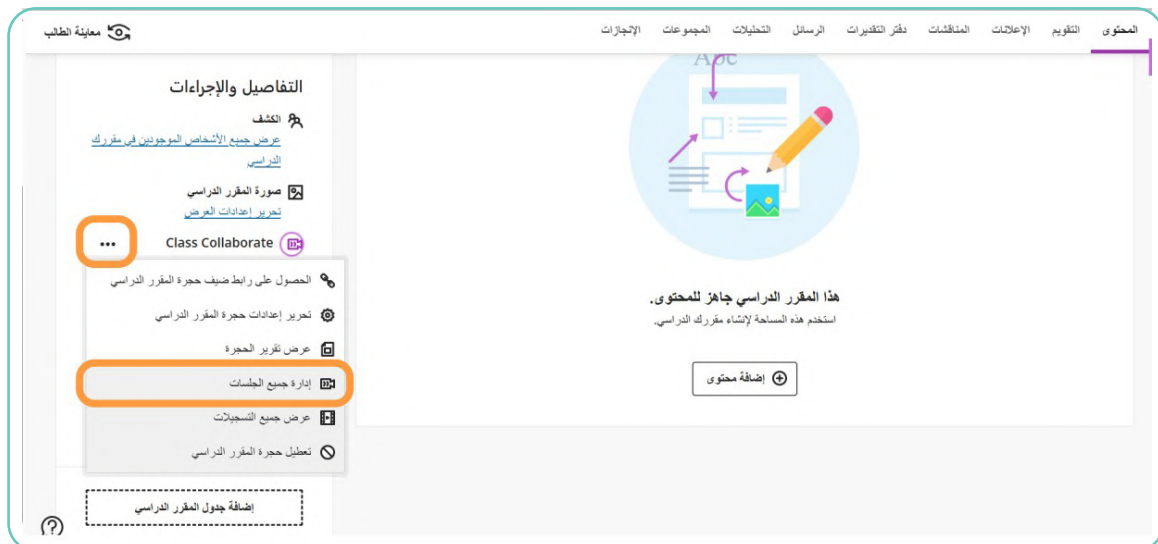 المحتوى التقويم الإعلانات المناقشات دفتر التقديرات الرسائل التحليلات المجموعات الإنجازات معاينة الطالب
Abc
هذا المقرر الدراسي جاهز للمحتوى.
استخدم هذه المساحة لإنشاء مقررك الدراسي.
إضافة محتوى
التفاصيل والإجراءات
الكشف
عرض جميع الأشخاص الموجودين في مقررك
الدراسي
صورة المقرر الدراسي
تحرير إعدادات العرض
Class Collaborate
الحصول على رابط ضيف حجرة المقرر الدراسي
تحرير إعدادات حجرة المقرر الدراسي
عرض تقرير الحجرة
إدارة جميع الجلسات
عرض جميع التسجيلات
تعطيل حجرة المقرر الدراسي
إضافة جدول المقرر الدراسي